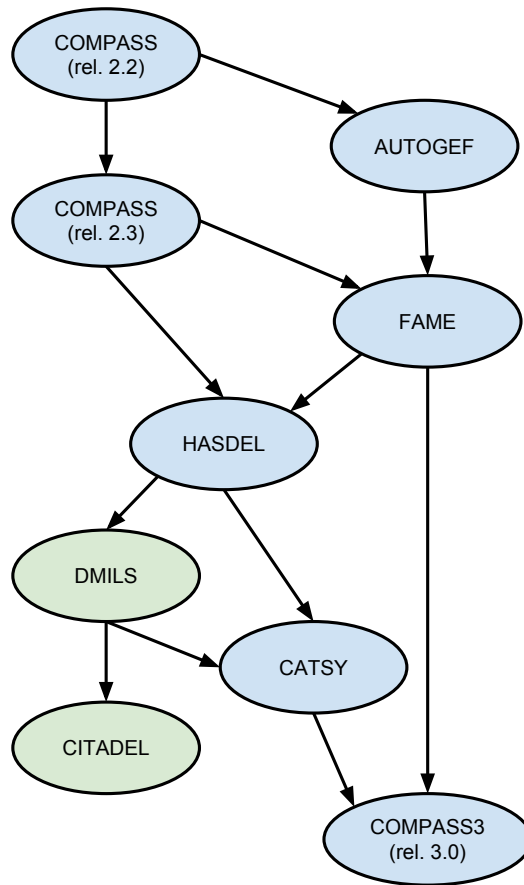 COMPASS
(rel. 2.2)
AUTOGEF
COMPASS
(rel. 2.3)
FAME
HASDEL
DMILS
CATSY
CITADEL
COMPASS3
(rel. 3.0)